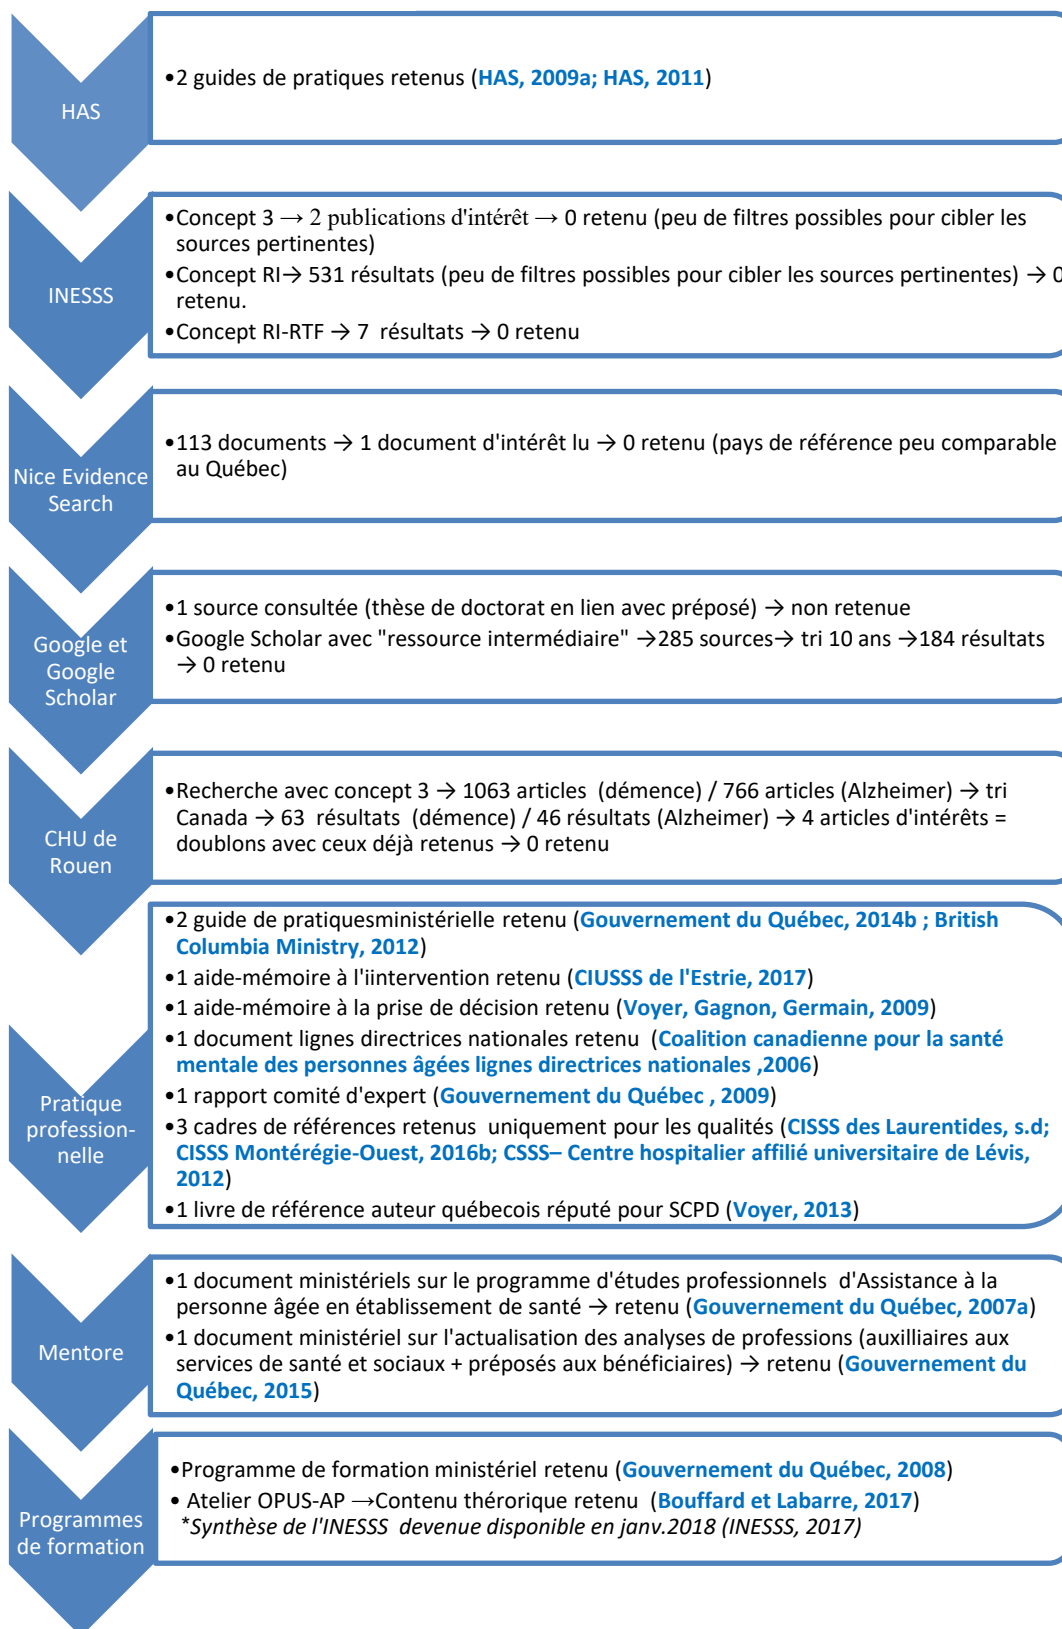 HAS
•2 guides de pratiques retenus (HAS, 2009a; HAS, 2011)
INESSS
•Concept 3 → 2 publications d'intérêt → 0 retenu (peu de filtres possibles pour cibler les
sources pertinentes)
•Concept RI→ 531 résultats (peu de filtres possibles pour cibler les sources pertinentes) → 0
retenu.
•Concept RI-RTF → 7 résultats → 0 retenu
Nice Evidence
Search
•113 documents → 1 document d'intérêt lu → 0 retenu (pays de référence peu comparable
au Québec)
Google et
Google
Scholar
•1 source consultée (thèse de doctorat en lien avec préposé) → non retenue
•Google Scholar avec "ressource intermédiaire" →285 sources→ tri 10 ans →184 résultats
→ 0 retenu
CHU de
Rouen
•Recherche avec concept 3 → 1063 articles (démence) / 766 articles (Alzheimer) → tri
Canada → 63 résultats (démence) / 46 résultats (Alzheimer) → 4 articles d'intérêts =
doublons avec ceux déjà retenus → 0 retenu
Pratique
profession-
nelle
•2 guide de pratiquesministérielle retenu (Gouvernement du Québec, 2014b ; British
Columbia Ministry, 2012)
•1 aide-mémoire à l'iintervention retenu (CIUSSS de l'Estrie, 2017)
•1 aide-mémoire à la prise de décision retenu (Voyer, Gagnon, Germain, 2009)
•1 document lignes directrices nationales retenu (Coalition canadienne pour la santé
mentale des personnes âgées lignes directrices nationales ,2006)
•1 rapport comité d'expert (Gouvernement du Québec , 2009)
•3 cadres de références retenus uniquement pour les qualités (CISSS des Laurentides, s.d;
CISSS Montérégie-Ouest, 2016b; CSSS– Centre hospitalier affilié universitaire de Lévis,
2012)
•1 livre de référence auteur québecois réputé pour SCPD (Voyer, 2013)
Mentore
•1 document ministériels sur le programme d'études professionnels d'Assistance à la
personne âgée en établissement de santé → retenu (Gouvernement du Québec, 2007a)
•1 document ministériel sur l'actualisation des analyses de professions (auxilliaires aux
services de santé et sociaux + préposés aux bénéficiaires) → retenu (Gouvernement du
Québec, 2015)
Programmes
de formation
•Programme de formation ministériel retenu (Gouvernement du Québec, 2008)
• Atelier OPUS-AP →Contenu thérorique retenu (Bouffard et Labarre, 2017)
*Synthèse de l'INESSS devenue disponible en janv.2018 (INESSS, 2017)